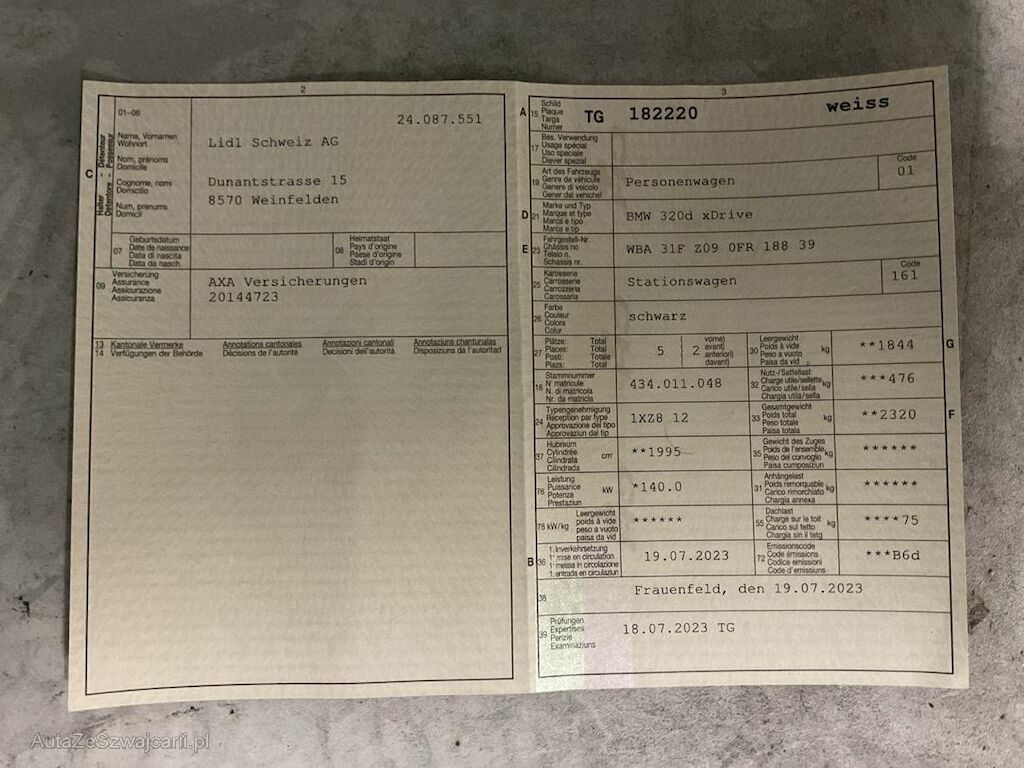 2
01–06
24.087.551
C
Halter - Détenteur
Detentore - Possessur
Name, Vornamen
Wohnort
Nom, prénoms
Domicile
Cognome, nomi
Domicilio
Num, prenums
Domicil
Lidl Schweiz AG
Dunantstrasse 15
8570 Weinfelden
07
Geburtsdatum
Date de naissance
Data di nascita
Data da nasch.
08
Heimatstaat
Pays d'origine
Paese d'origine
Stadi d'origin
09
Versicherung
Assurance
Assicurazione
Assicuranza
AXA Versicherungen
20144723
13 Kantonale Vermerke Annotations cantonales Annotazioni cantonali Annotaziuns chantunalas
14 Verfügungen der Behörde Décisions de l'autorité Decisioni dell'autorità Disposiziuns da l'autoritad
3
A 15
Schild
Plaque
Targa
Numer
TG 182220 weiss
17
Bes. Verwendung
Usage spécial
Uso speciale
Diever spezial
19
Art des Fahrzeugs
Genre de véhicule
Genere di veicolo
Gener dal vehichel
Personenwagen
Code
01
D 21
Marke und Typ
Marque et type
Marca e tipo
Marca e tip
BMW 320d xDrive
E 23
Fahrgestell-Nr.
Châssis no
Telaio n.
Schassis nr.
WBA 31F Z09 0FR 188 39
25
Karosserie
Carrosserie
Carrozzeria
Carossaria
Stationswagen
Code
161
26
Farbe
Couleur
Colore
Colur
schwarz
27
Plätze: Total
Places: Total
Posti: Totale
Plazs: Total
5 ( 2 vorne)
avant)
anteriori)
davant)
30
Leergewicht
Poids à vide
Peso a vuoto
Paisa da vid
kg
**1844
G
18
Stammnummer
N° matricule
N. di matricola
Nr. da matricla
434.011.048
32
Nutz-/Sattellast
Charge utile/sellette
Carico utile/sella
Chargia utila/sella
kg
***476
24
Typengenehmigung
Réception par type
Approvazione del tipo
Approvaziun dal tip
1XZ8 12
33
Gesamtgewicht
Poids total
Peso totale
Paisa totala
kg
**2320
F
37
Hubraum
Cylindrée
Cilindrata
Cilindrada
cm³
**1995
35
Gewicht des Zuges
Poids de l'ensemble
Peso del convoglio
Paisa cumposiziun
kg
******
76
Leistung
Puissance
Potenza
Prestaziun
kW
*140.0
31
Anhängelast
Poids remorquable
Carico rimorchiato
Chargia annexa
kg
******
78 kW/kg
Leergewicht
poids à vide
peso a vuoto
paisa da vid
******
55
Dachlast
Charge sur le toit
Carico sul tetto
Chargia sin il tetg
kg
****75
B 36
1. Inverkehrsetzung
1re mise en circulation
1a messa in circolazione
1. entrada en circulaziun
19.07.2023
72
Emissionscode
Code émissions
Codice emissioni
Code d'emissiuns
***B6d
38
Frauenfeld, den 19.07.2023
39
Prüfungen
Expertises
Perizie
Examinaziuns
18.07.2023 TG
AutaZeSzwajcarii.pl